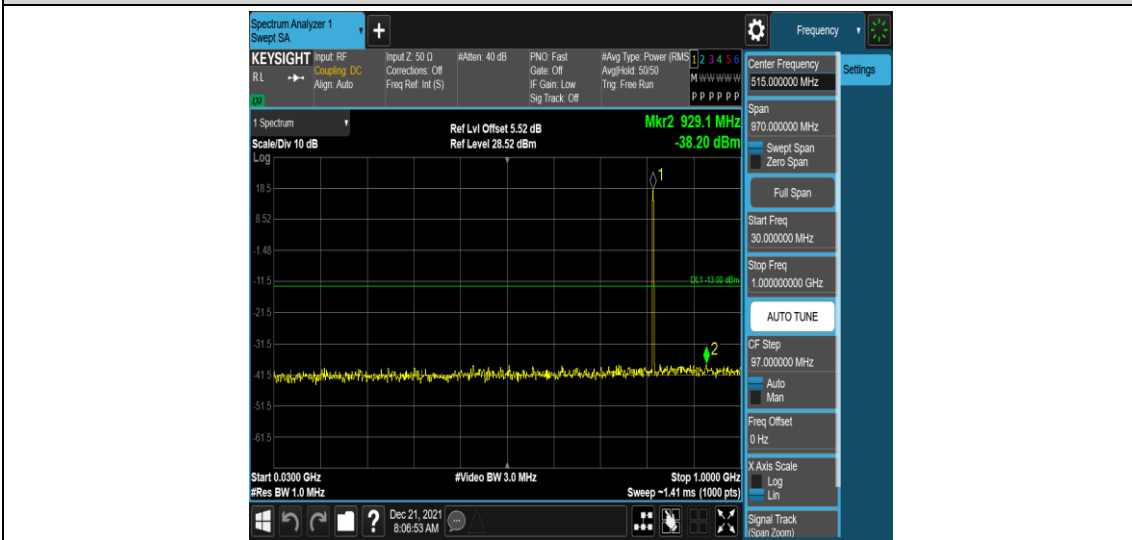 Spectrum Analyzer 1
Swept SA
+
Frequency
KEYSIGHT
RL
LXI
Input: RF
Coupling: DC
Align: Auto
Input Z: 50 Ω
Corrections: Off
Freq Ref: Int (S)
#Atten: 40 dB
PNO: Fast
Gate: Off
IF Gain: Low
Sig Track: Off
#Avg Type: Power (RMS
Avg|Hold: 50/50
Trig: Free Run
1 2 3 4 5 6
M W W W W W
P P P P P P
Center Frequency
515.000000 MHz
Settings
1 Spectrum
Scale/Div 10 dB
Log
Ref Lvl Offset 5.52 dB
Ref Level 28.52 dBm
Mkr2 929.1 MHz
-38.20 dBm
Span
970.000000 MHz
Swept Span
Zero Span
Full Span
Start Freq
30.000000 MHz
Stop Freq
1.000000000 GHz
AUTO TUNE
CF Step
97.000000 MHz
Auto
Man
Freq Offset
0 Hz
X Axis Scale
Log
Lin
Signal Track
(Span Zoom)
1
18.5
8.52
-1.48
-11.5
DL1 -13.00 dBm
-21.5
-31.5
2
-41.5
-51.5
-61.5
Start 0.0300 GHz
#Res BW 1.0 MHz
#Video BW 3.0 MHz
Stop 1.0000 GHz
Sweep ~1.41 ms (1000 pts)
?
Dec 21, 2021
8:06:53 AM